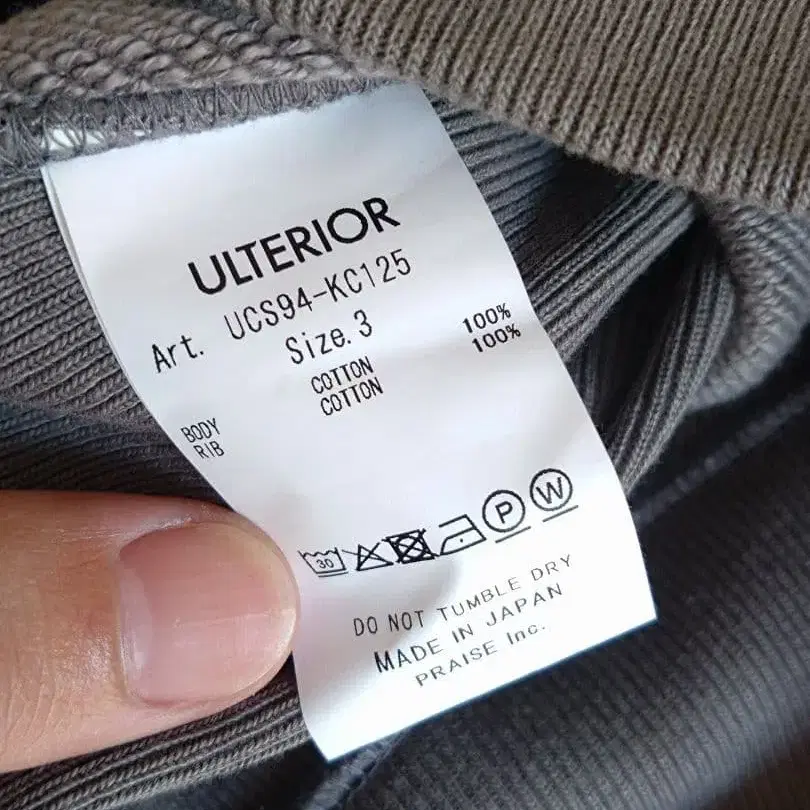 ULTERIOR
Art. UCS94-KC125
Size.3
BODY COTTON 100%
RIB COTTON 100%
30 P W
DO NOT TUMBLE DRY
MADE IN JAPAN
PRAISE Inc.